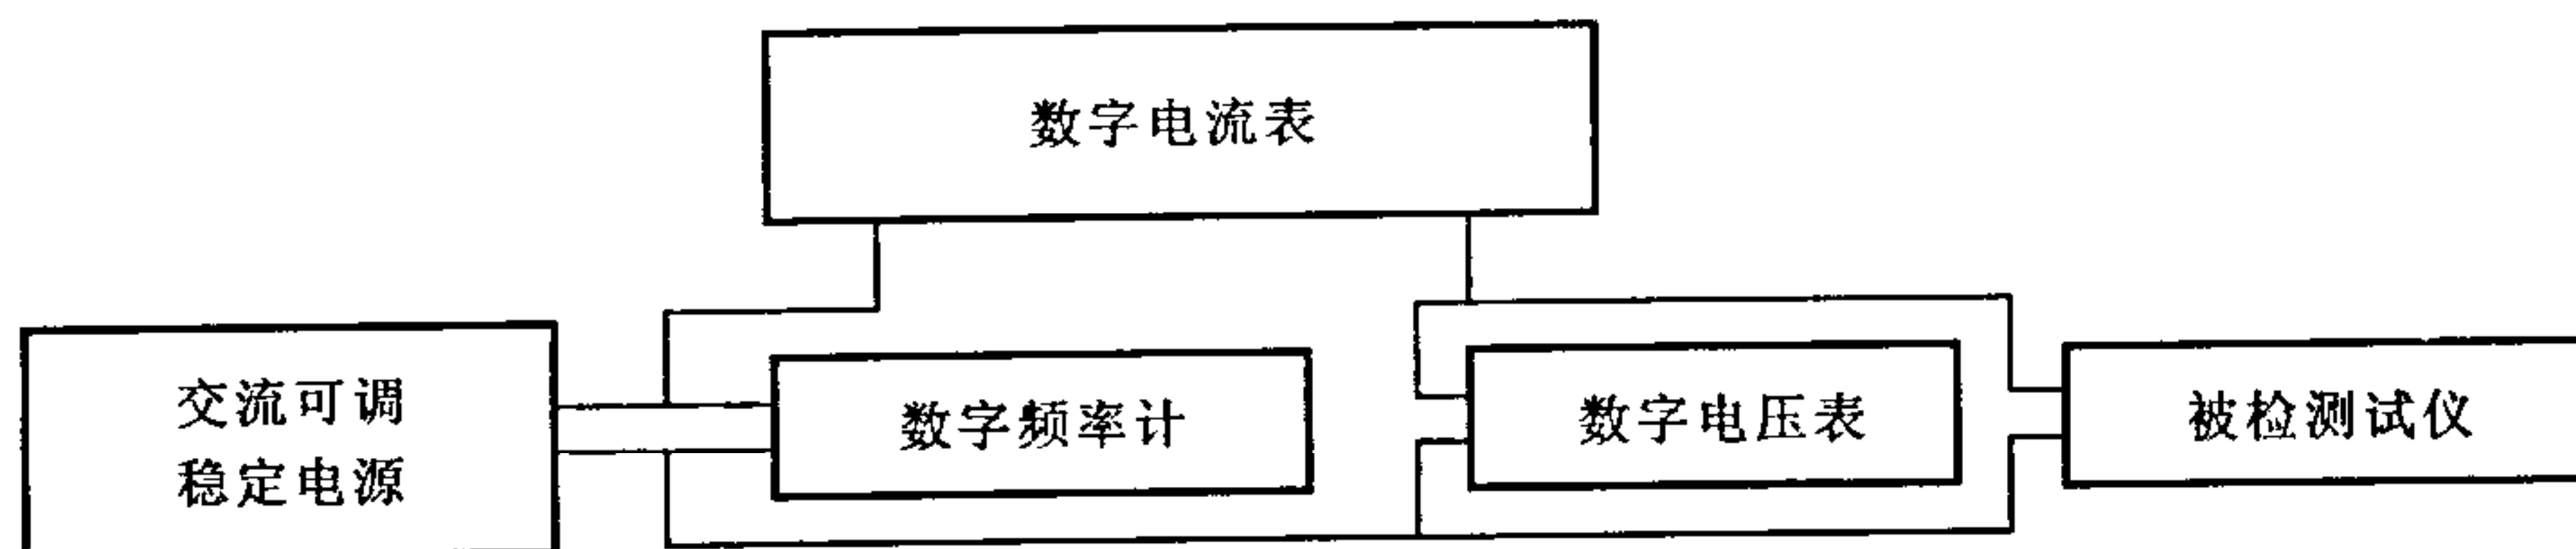 数字电流表
交流可调
稳定电源
数字频率计
数字电压表
被检测试仪